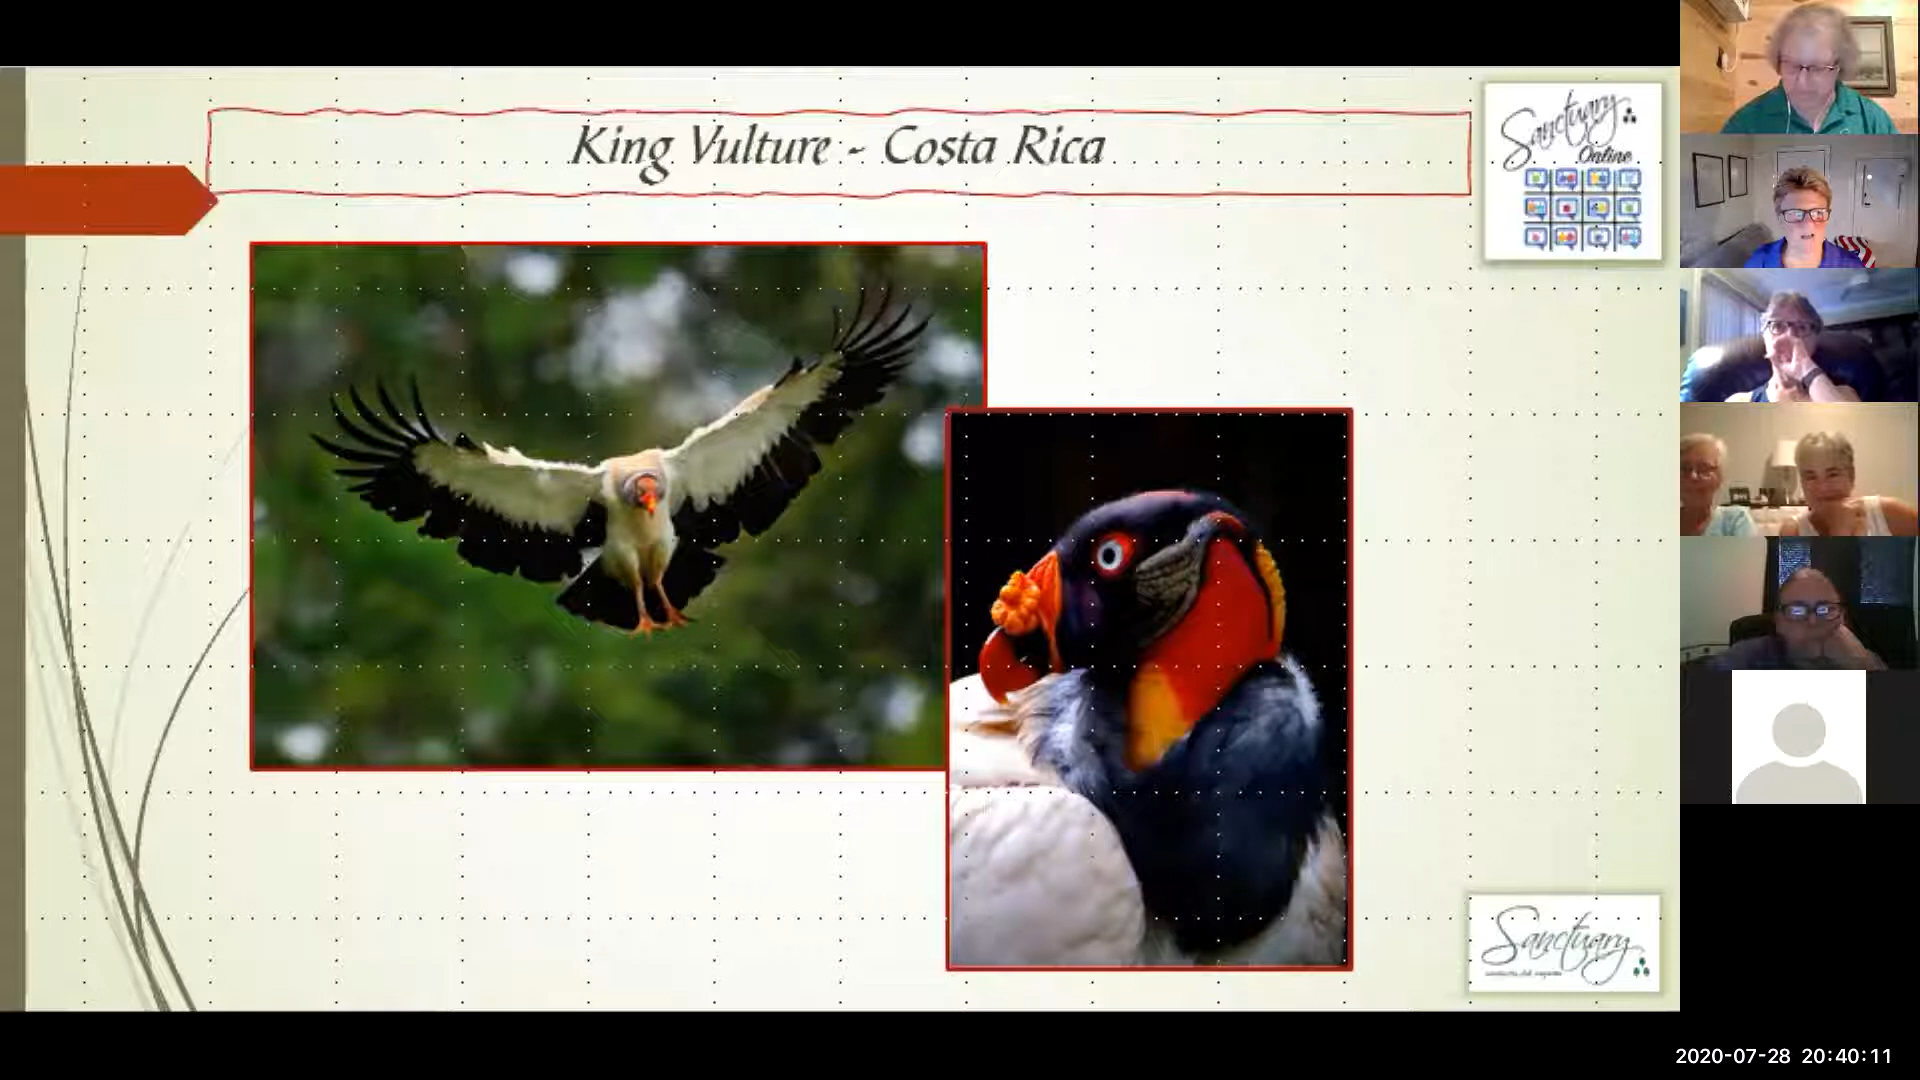 King Vulture - Costa Rica
Sanctuary
Online
Sanctuary
2020-07-28 20:40:11